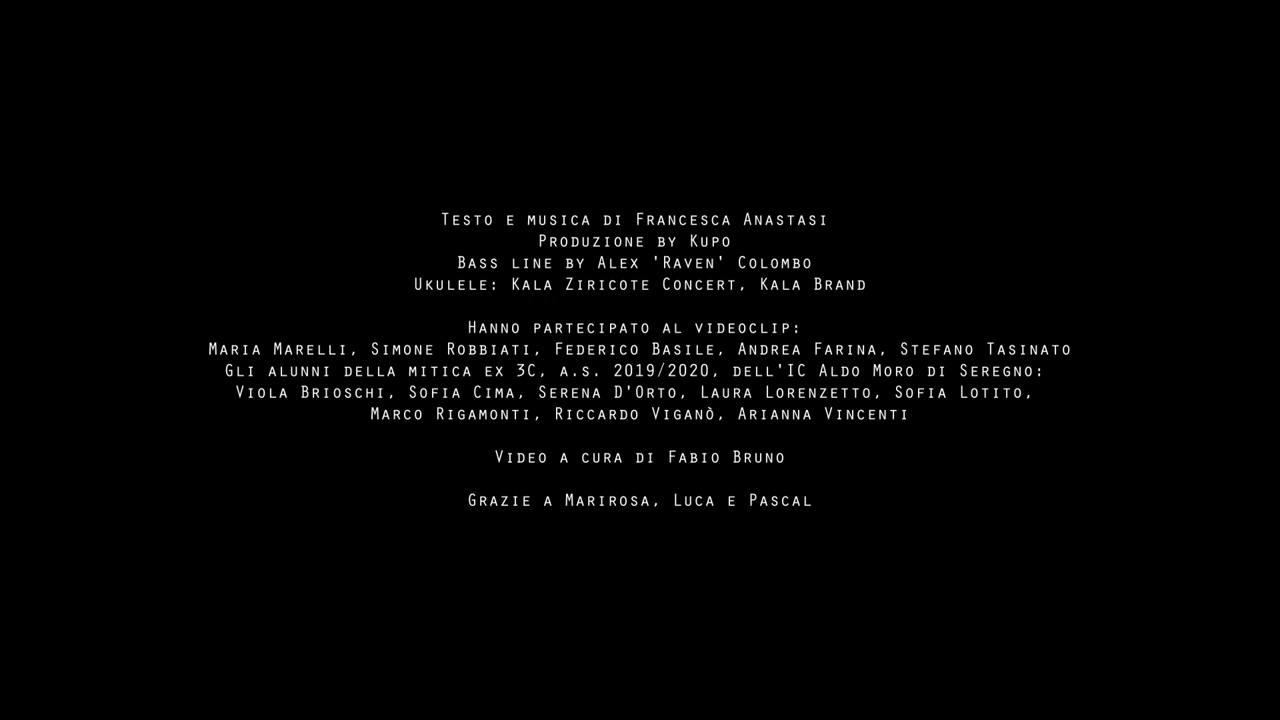 Testo e musica di Francesca Anastasi
Produzione by Kupo
Bass line by Alex 'Raven' Colombo
Ukulele: Kala Ziricote Concert, Kala Brand
Hanno partecipato al videoclip:
Maria Marelli, Simone Robbiati, Federico Basile, Andrea Farina, Stefano Tasinato
Gli alunni della mitica ex 3C, a.s. 2019/2020, dell'IC Aldo Moro di Seregno:
Viola Brioschi, Sofia Cima, Serena D'Orto, Laura Lorenzetto, Sofia Lotito,
Marco Rigamonti, Riccardo Viganò, Arianna Vincenti
Video a cura di Fabio Bruno
Grazie a Marirosa, Luca e Pascal